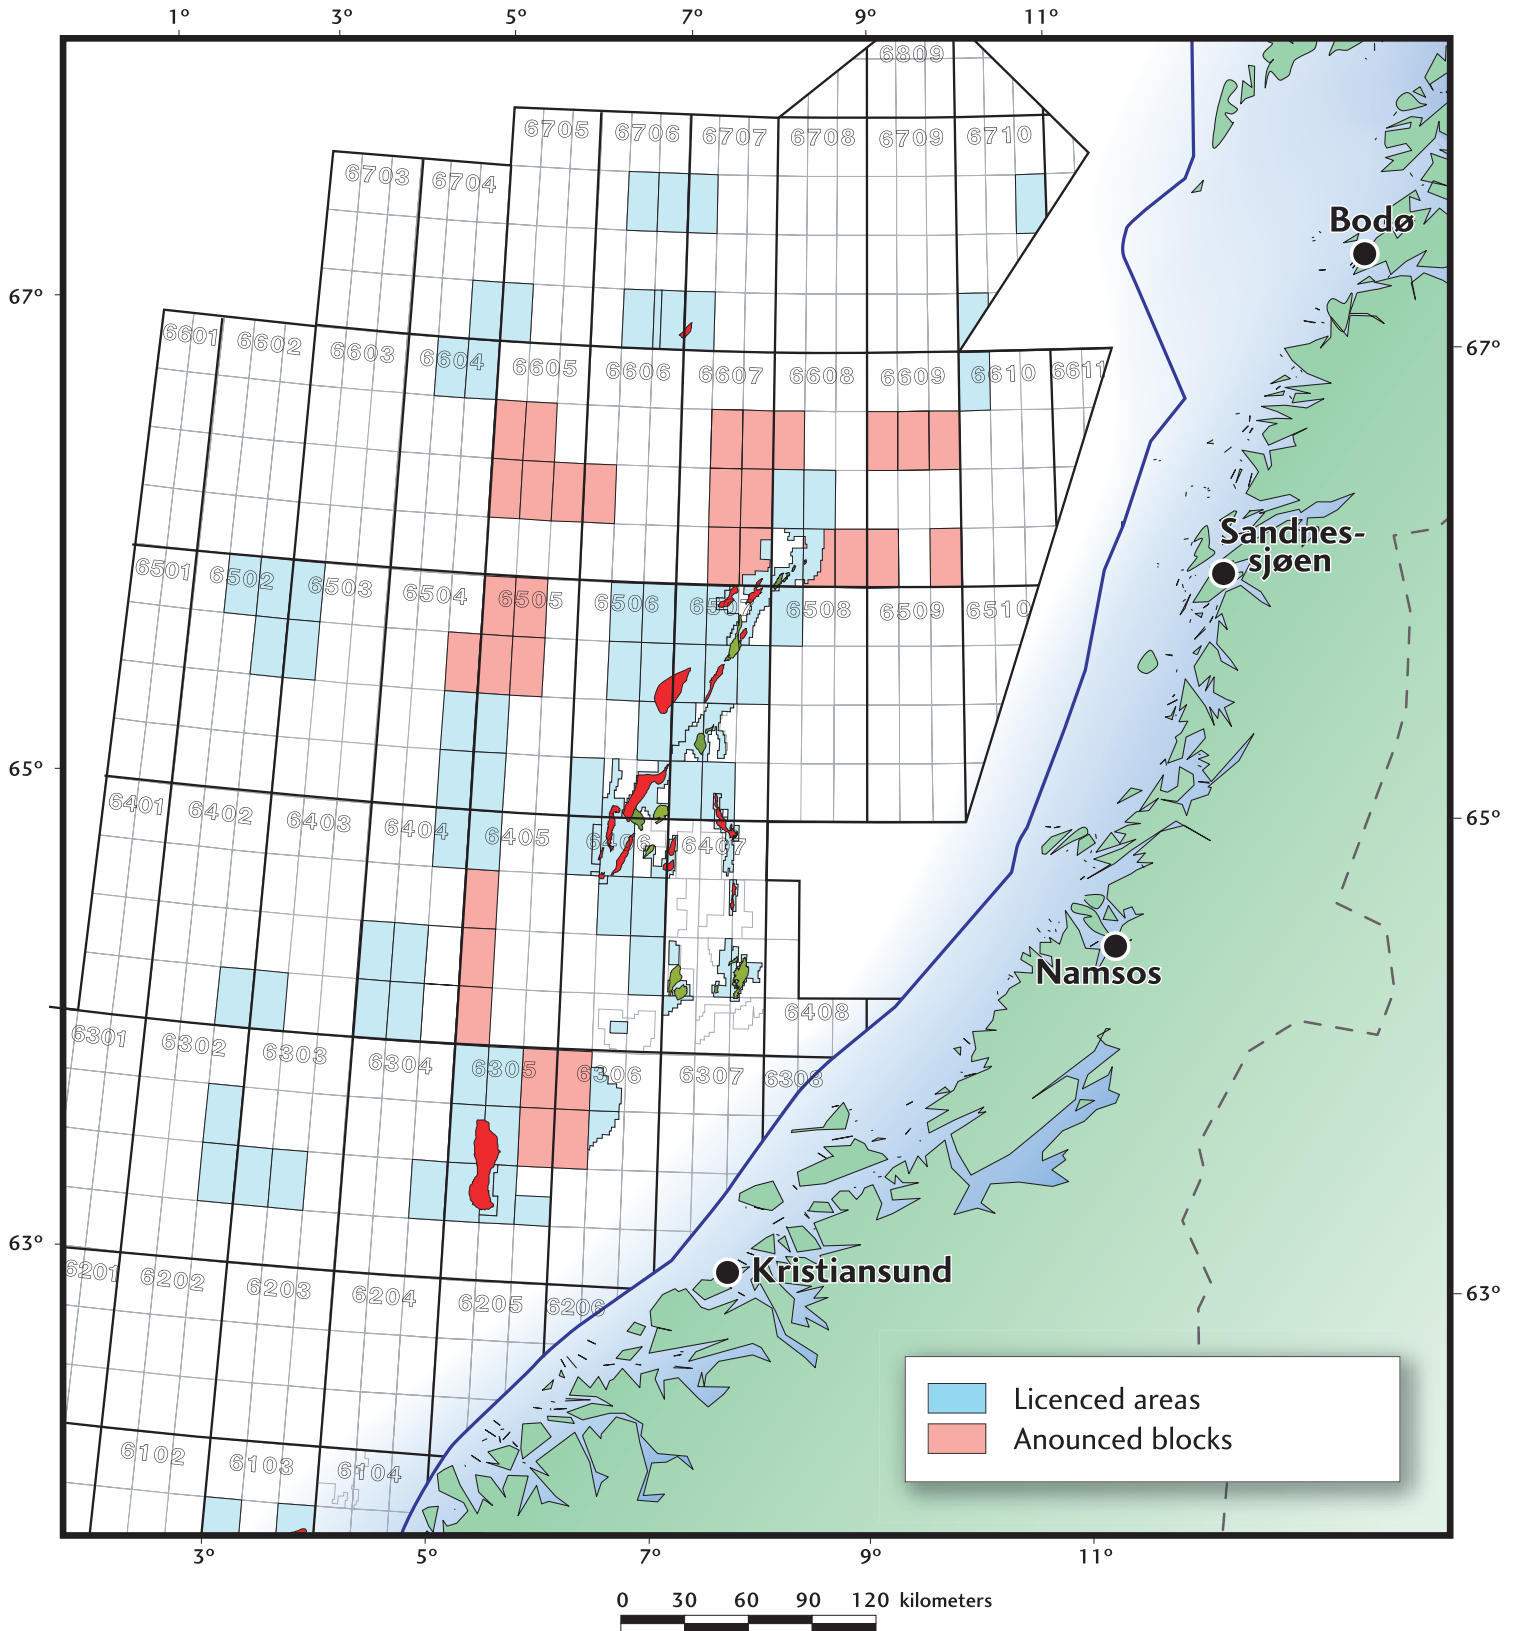 1° 3° 5° 7° 9° 11°
6809
6705 6706 6707 6708 6709 6710
6703 6704
Bodø
67°
6601 6602 6603 6604 6605 6606 6607 6608 6609 6610 6611
67°
Sandnes-
sjøen
6501 6502 6503 6504 6505 6506 6508 6509 6510
65°
6401 6402 6403 6404 6405 6406 6407
65°
Namsos
6408
6301 6302 6303 6304 6305 6306 6307 6308
63°
Kristiansund
6201 6202 6203 6204 6205 6206
63°
Licenced areas
Anounced blocks
6102 6103 6104
3° 5° 7° 9° 11°
0 30 60 90 120 kilometers